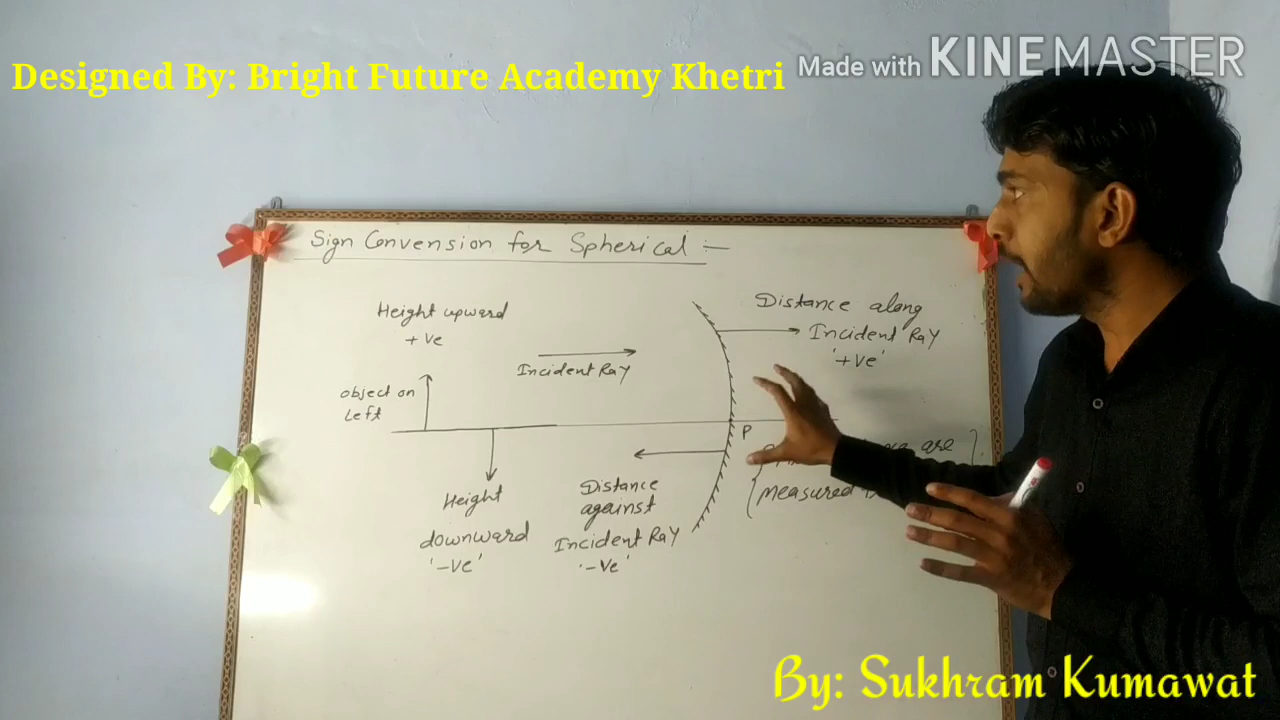 Designed By: Bright Future Academy Khetri
Made with KINEMASTER
Sign Convension for Spherical :-
Height upward
+ve
Incident Ray
object on
Left
Distance along
Incident Ray
'+ve'
P
are
measured
Height
downward
'-ve'
Distance
against
Incident Ray
'-ve'
By: Sukhram Kumawat